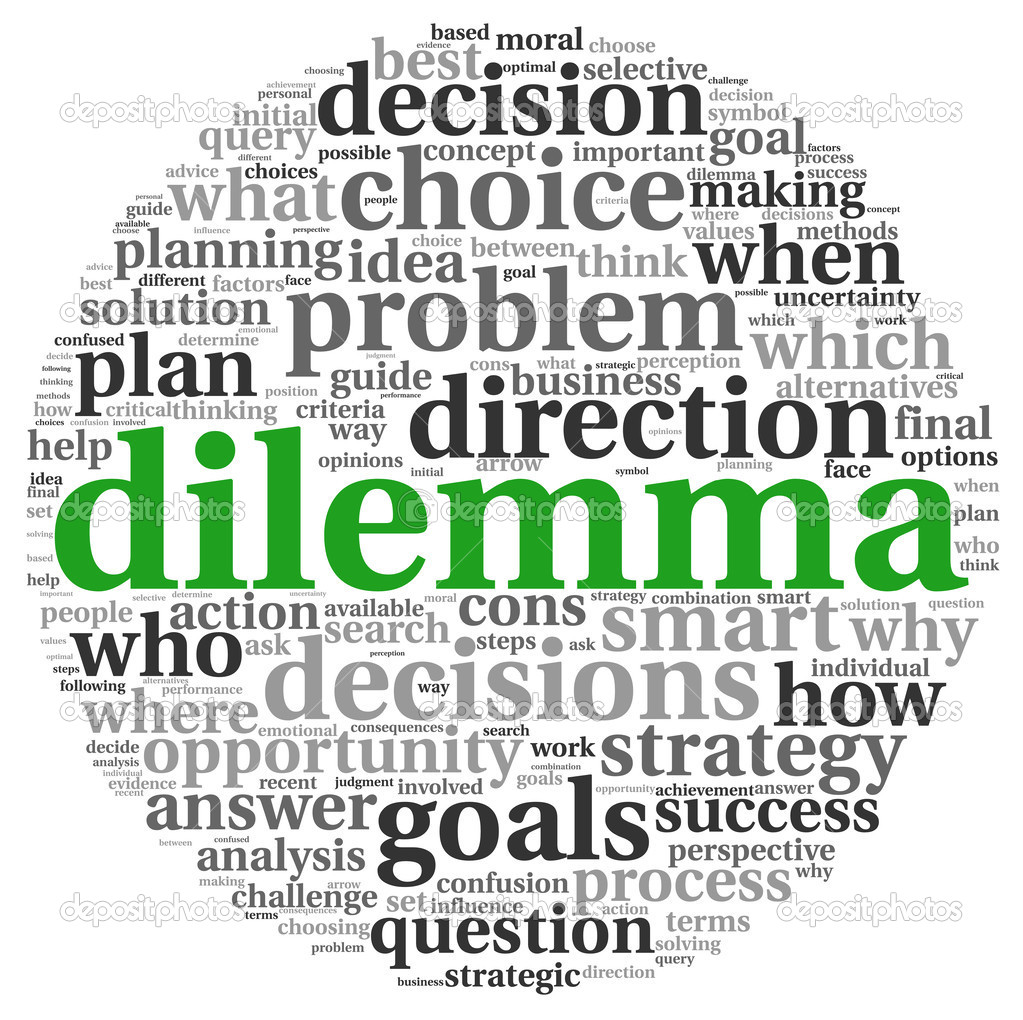 based moral choose
best evidence optimal selective
choosing decision challenge
achievement personal decision
initial symbol
query goal factors
different possible concept important process
advice choices what choice dilemma success
personal people criteria making
guide where decisions concept
available choose influence perspective values methods
planning idea choice between think when
advice different factors face goal
best problem possible uncertainty
solution emotional which work
confused determine which
decide plan judgment cons what strategic perception
following guide business critical
thinking position performance alternatives
methods direction
how critical thinking criteria final
choices confusion involved way opinions
help opinions initial arrow symbol planning face options
idea dilemma when
final
set plan
solving who
based think
help
important selective determine uncertainty moral strategy combination smart
people action available cons smart solution question
values who ask search steps ask why
optimal perception
steps decisions individual
following alternatives performance way how
where emotional consequences search
decide opportunity work strategy
analysis combination
individual goals
evidence recent judgment involved opportunity achievement answer
recent answer goals success
between confused analysis perspective
making arrow why
challenge confusion process
set influence action
terms consequences terms
choosing question solving
problem query
business strategic direction
depositphotos